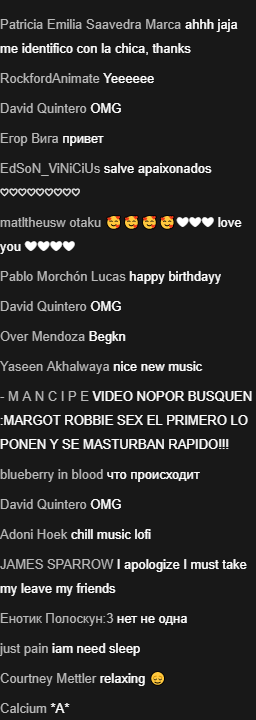 Patricia Emilia Saavedra Marca ahhh jaja
me identifico con la chica, thanks
RockfordAnimate Yeeeeee
David Quintero OMG
Егор Вига привет
EdSoN_ViNiCiUs salve apaixonados
♡♡♡♡♡♡♡♡♡
matltheusw otaku 🥰 🥰 🥰 🥰❤❤❤ love
you ❤❤❤❤
Pablo Morchón Lucas happy birthdayy
David Quintero OMG
Over Mendoza Begkn
Yaseen Akhalwaya nice new music
- M A N C I P E VIDEO NOPOR BUSQUEN
:MARGOT ROBBIE SEX EL PRIMERO LO
PONEN Y SE MASTURBAN RAPIDO!!!
blueberry in blood что происходит
David Quintero OMG
Adoni Hoek chill music lofi
JAMES SPARROW I apologize I must take
my leave my friends
Енотик Полоскун:3 нет не одна
just pain iam need sleep
Courtney Mettler relaxing 😌
Calcium *A*